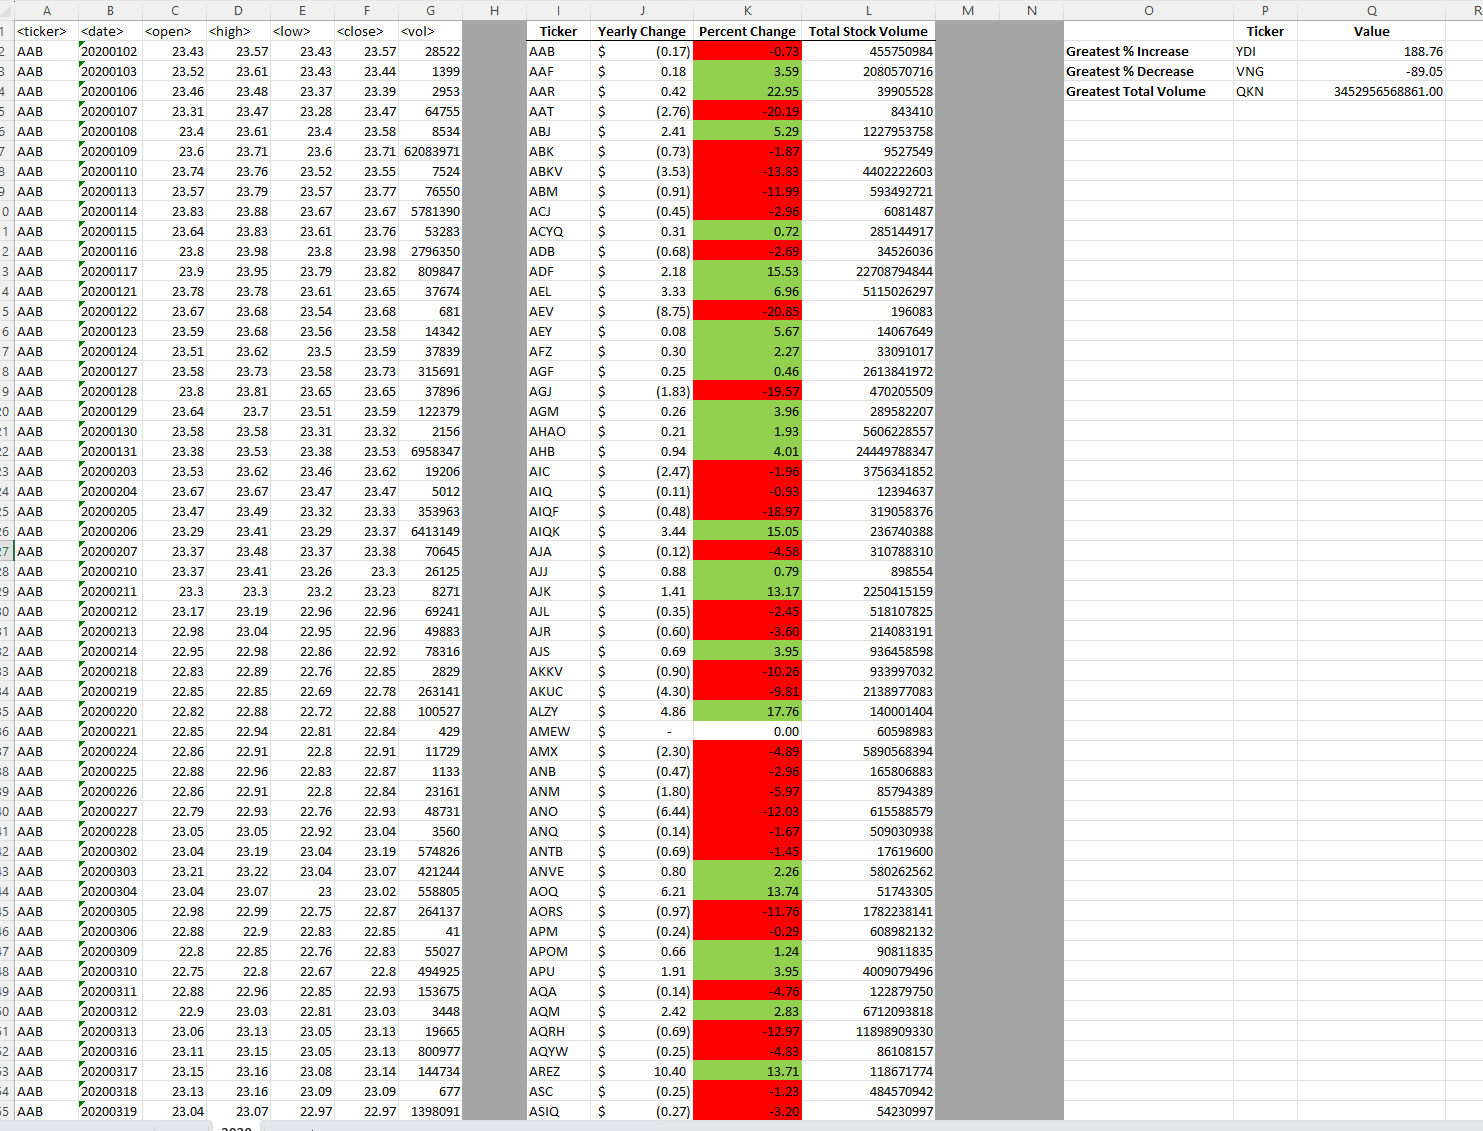 A B C D E F G H I J K L M N O P Q R
1 <ticker> <date> <open> <high> <low> <close> <vol> Ticker Yearly Change Percent Change Total Stock Volume Ticker Value
2 AAB 20200102 23.43 23.57 23.43 23.57 28522 AAB $ (0.17) -0.73 455750984 Greatest % Increase YDI 188.76
3 AAB 20200103 23.52 23.61 23.43 23.44 1399 AAF $ 0.18 3.59 2080570716 Greatest % Decrease VNG -89.05
4 AAB 20200106 23.46 23.48 23.37 23.39 2953 AAR $ 0.42 22.95 39905528 Greatest Total Volume QKN 3452956568861.00
5 AAB 20200107 23.31 23.47 23.28 23.47 64755 AAT $ (2.76) -20.19 843410
6 AAB 20200108 23.4 23.61 23.4 23.58 8534 ABJ $ 2.41 5.29 1227953758
7 AAB 20200109 23.6 23.71 23.6 23.71 62083971 ABK $ (0.73) -1.87 9527549
8 AAB 20200110 23.74 23.76 23.52 23.55 7524 ABKV $ (3.53) -13.83 4402222603
9 AAB 20200113 23.57 23.79 23.57 23.77 76550 ABM $ (0.91) -11.99 593492721
0 AAB 20200114 23.83 23.88 23.67 23.67 5781390 ACJ $ (0.45) -2.96 6081487
1 AAB 20200115 23.64 23.83 23.61 23.76 53283 ACYQ $ 0.31 0.72 285144917
2 AAB 20200116 23.8 23.98 23.8 23.98 2796350 ADB $ (0.68) -2.69 34526036
3 AAB 20200117 23.9 23.95 23.79 23.82 809847 ADF $ 2.18 15.53 22708794844
4 AAB 20200121 23.78 23.78 23.61 23.65 37674 AEL $ 3.33 6.96 5115026297
5 AAB 20200122 23.67 23.68 23.54 23.68 681 AEV $ (8.75) -20.85 196083
6 AAB 20200123 23.59 23.68 23.56 23.58 14342 AEY $ 0.08 5.67 14067649
7 AAB 20200124 23.51 23.62 23.5 23.59 37839 AFZ $ 0.30 2.27 33091017
8 AAB 20200127 23.58 23.73 23.58 23.73 315691 AGF $ 0.25 0.46 2613841972
9 AAB 20200128 23.8 23.81 23.65 23.65 37896 AGJ $ (1.83) -19.57 470205509
20 AAB 20200129 23.64 23.7 23.51 23.59 122379 AGM $ 0.26 3.96 289582207
21 AAB 20200130 23.58 23.58 23.31 23.32 2156 AHAO $ 0.21 1.93 5606228557
22 AAB 20200131 23.38 23.53 23.38 23.53 6958347 AHB $ 0.94 4.01 24449788347
23 AAB 20200203 23.53 23.62 23.46 23.62 19206 AIC $ (2.47) -1.96 3756341852
24 AAB 20200204 23.67 23.67 23.47 23.47 5012 AIQ $ (0.11) -0.93 12394637
25 AAB 20200205 23.47 23.49 23.32 23.33 353963 AIQF $ (0.48) -18.97 319058376
26 AAB 20200206 23.29 23.41 23.29 23.37 6413149 AIQK $ 3.44 15.05 236740388
27 AAB 20200207 23.37 23.48 23.37 23.38 70645 AJA $ (0.12) -4.58 310788310
28 AAB 20200210 23.37 23.41 23.26 23.3 26125 AJJ $ 0.88 0.79 898554
29 AAB 20200211 23.3 23.3 23.2 23.23 8271 AJK $ 1.41 13.17 2250415159
30 AAB 20200212 23.17 23.19 22.96 22.96 69241 AJL $ (0.35) -2.45 518107825
31 AAB 20200213 22.98 23.04 22.95 22.96 49883 AJR $ (0.60) -3.60 214083191
32 AAB 20200214 22.95 22.98 22.86 22.92 78316 AJS $ 0.69 3.95 936458598
33 AAB 20200218 22.83 22.89 22.76 22.85 2829 AKKV $ (0.90) -10.26 933997032
34 AAB 20200219 22.85 22.85 22.69 22.78 263141 AKUC $ (4.30) -9.81 2138977083
35 AAB 20200220 22.82 22.88 22.72 22.88 100527 ALZY $ 4.86 17.76 140001404
36 AAB 20200221 22.85 22.94 22.81 22.84 429 AMEW $ - 0.00 60598983
37 AAB 20200224 22.86 22.91 22.8 22.91 11729 AMX $ (2.30) -4.89 5890568394
38 AAB 20200225 22.88 22.96 22.83 22.87 1133 ANB $ (0.47) -2.96 165806883
39 AAB 20200226 22.86 22.91 22.8 22.84 23161 ANM $ (1.80) -5.97 85794389
40 AAB 20200227 22.79 22.93 22.76 22.93 48731 ANO $ (6.44) -12.03 615588579
41 AAB 20200228 23.05 23.05 22.92 23.04 3560 ANQ $ (0.14) -1.67 509030938
42 AAB 20200302 23.04 23.19 23.04 23.19 574826 ANTB $ (0.69) -1.45 17619600
43 AAB 20200303 23.21 23.22 23.04 23.07 421244 ANVE $ 0.80 2.26 580262562
44 AAB 20200304 23.04 23.07 23 23.02 558805 AOQ $ 6.21 13.74 51743305
45 AAB 20200305 22.98 22.99 22.75 22.87 264137 AORS $ (0.97) -11.76 1782238141
46 AAB 20200306 22.88 22.9 22.83 22.85 41 APM $ (0.24) -0.29 608982132
47 AAB 20200309 22.8 22.85 22.76 22.83 55027 APOM $ 0.66 1.24 90811835
48 AAB 20200310 22.75 22.8 22.67 22.8 494925 APU $ 1.91 3.95 4009079496
49 AAB 20200311 22.88 22.96 22.85 22.93 153675 AQA $ (0.14) -4.76 122879750
50 AAB 20200312 22.9 23.03 22.81 23.03 3448 AQM $ 2.42 2.83 6712093818
51 AAB 20200313 23.06 23.13 23.05 23.13 19665 AQRH $ (0.69) -12.97 11898909330
52 AAB 20200316 23.11 23.15 23.05 23.13 800977 AQYW $ (0.25) -4.83 86108157
53 AAB 20200317 23.15 23.16 23.08 23.14 144734 AREZ $ 10.40 13.71 118671774
54 AAB 20200318 23.13 23.16 23.09 23.09 677 ASC $ (0.25) -1.23 484570942
55 AAB 20200319 23.04 23.07 22.97 22.97 1398091 ASIQ $ (0.27) -3.20 54230997
2020